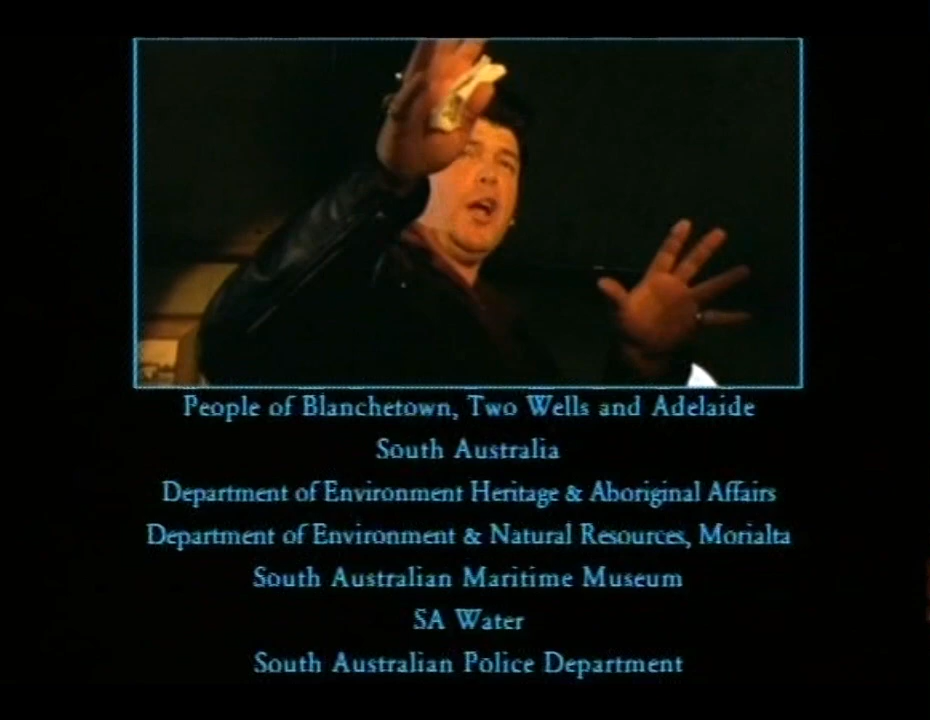 People of Blanchetown, Two Wells and Adelaide
South Australia
Department of Environment Heritage & Aboriginal Affairs
Department of Environment & Natural Resources, Morialta
South Australian Maritime Museum
SA Water
South Australian Police Department